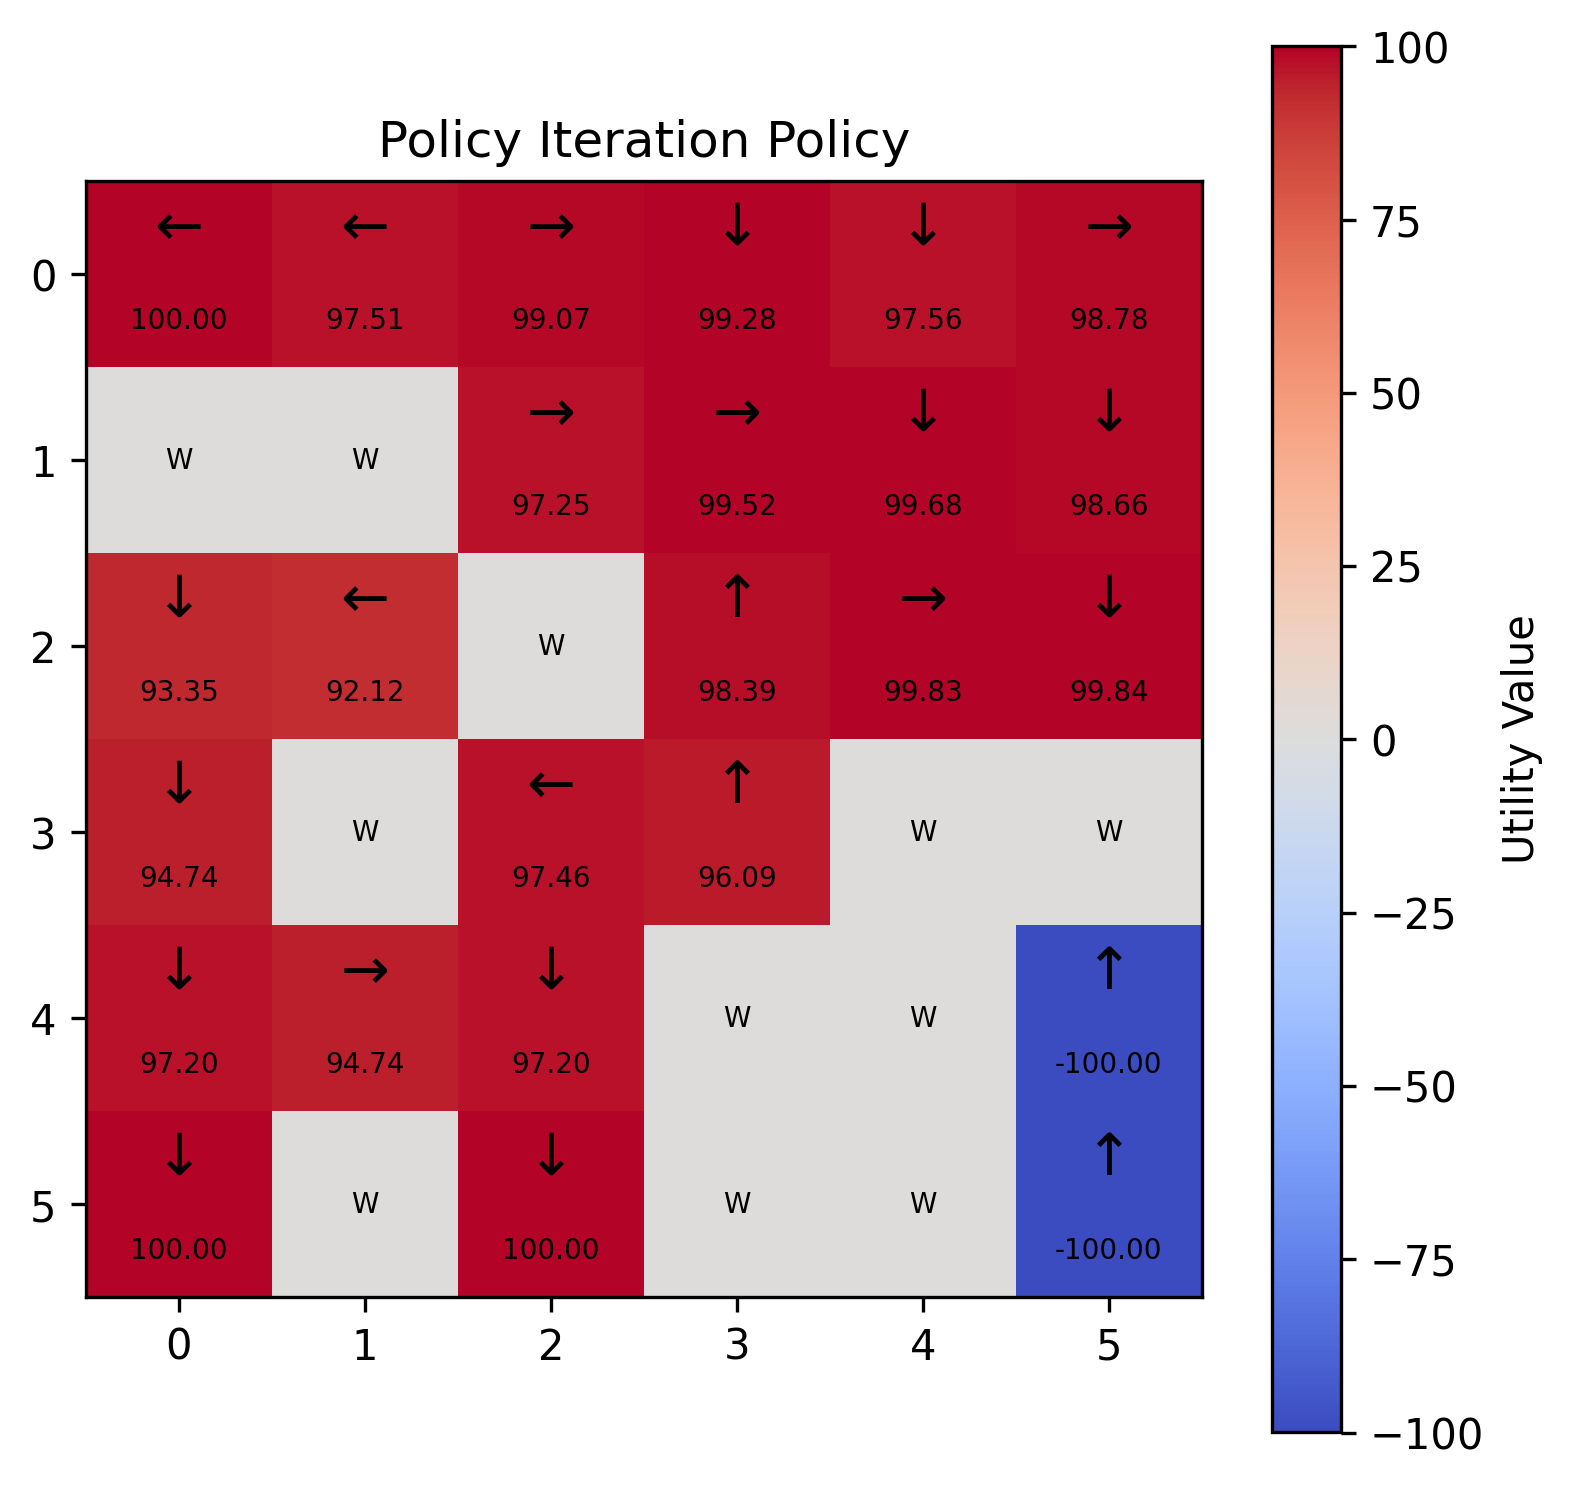 Policy Iteration Policy
← ← → ↓ ↓ →
0 100.00 97.51 99.07 99.28 97.56 98.78
→ → ↓ ↓
1 W W 97.25 99.52 99.68 98.66
↓ ← ↑ → ↓
2 93.35 92.12 W 98.39 99.83 99.84
↓ ← ↑
3 94.74 W 97.46 96.09 W W
↓ → ↓ ↑
4 97.20 94.74 97.20 W W -100.00
↓ ↓ ↑
5 100.00 W 100.00 W W -100.00
0 1 2 3 4 5
100
75
50
25
0
−25
−50
−75
−100
Utility Value